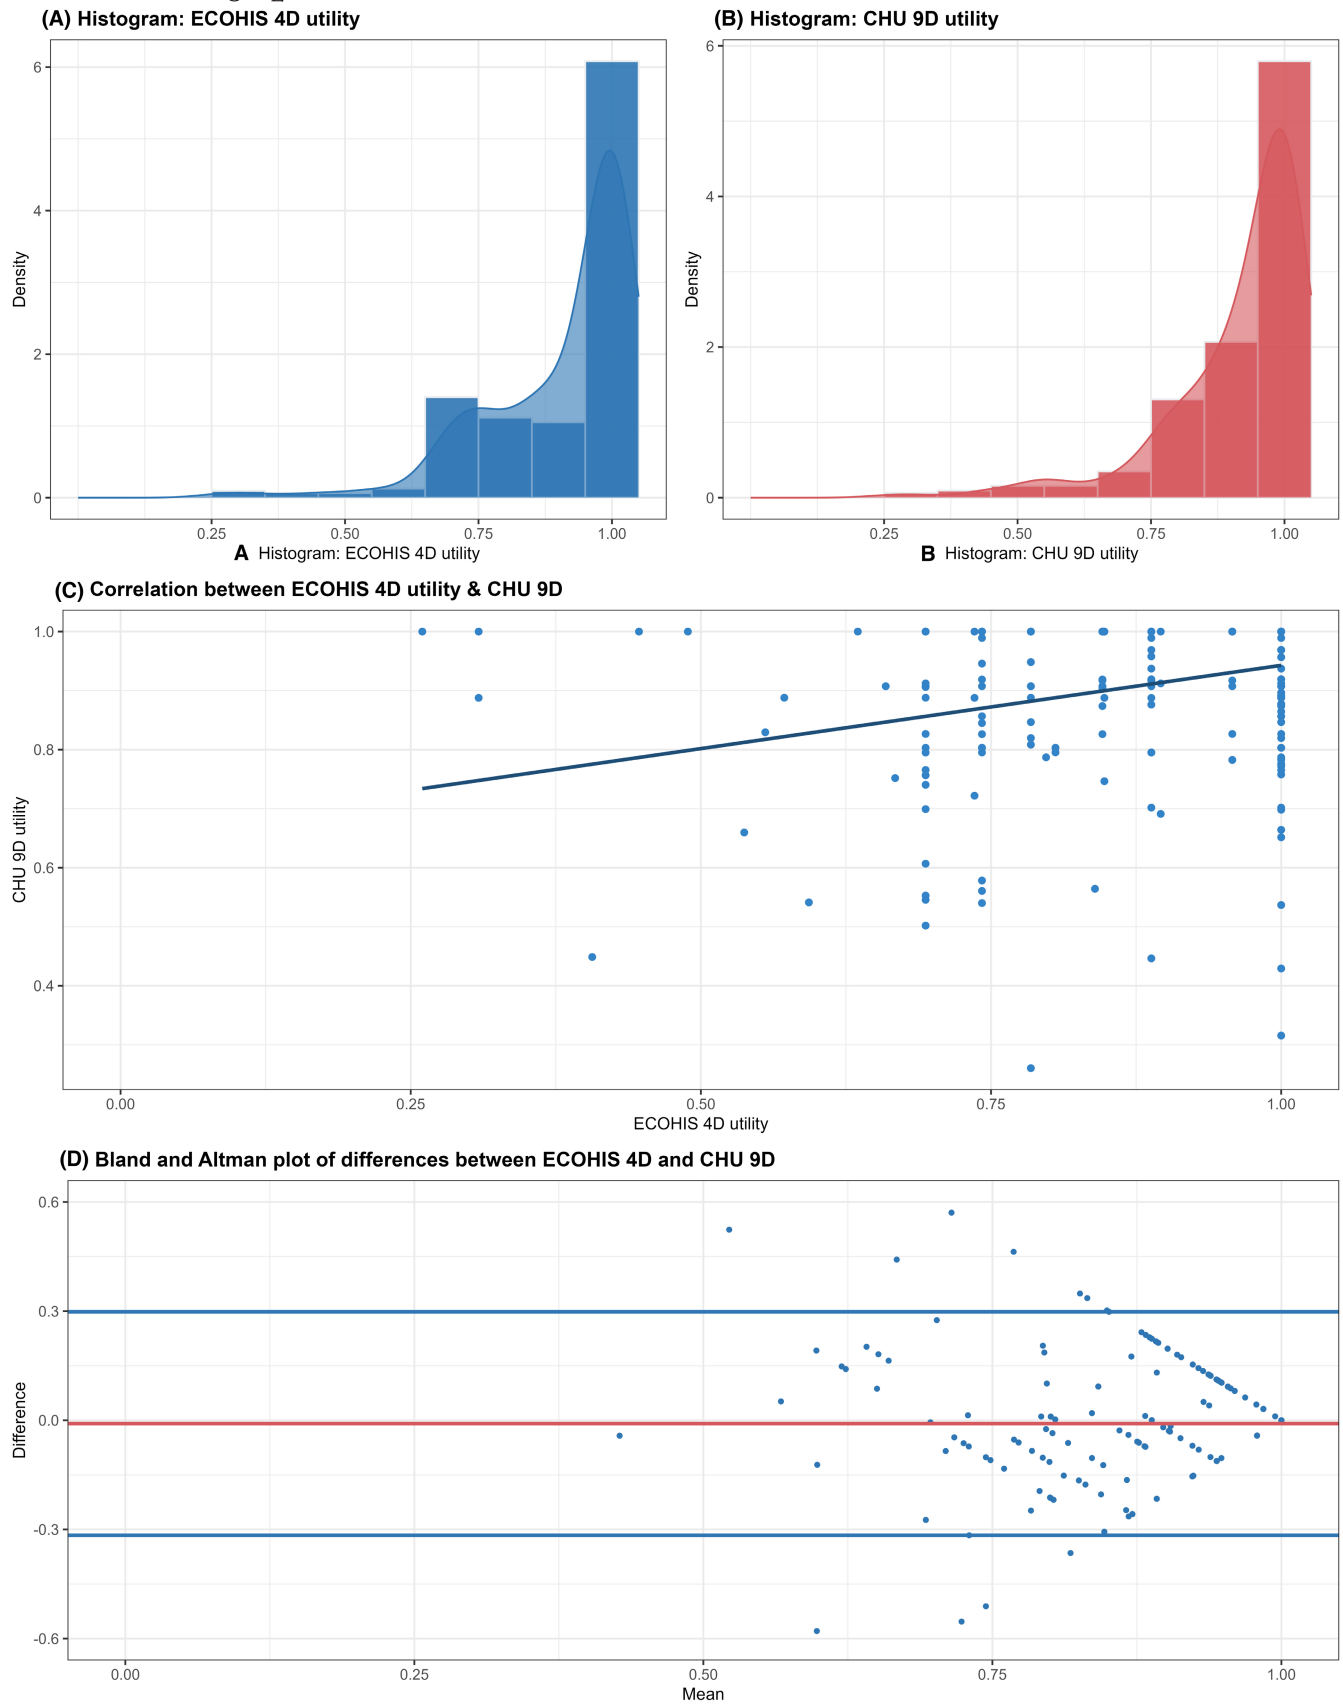 (A) Histogram: ECOHIS 4D utility
6
4
2
0
Density
0.25 0.50 0.75 1.00
A Histogram: ECOHIS 4D utility
(B) Histogram: CHU 9D utility
6
4
2
0
Density
0.25 0.50 0.75 1.00
B Histogram: CHU 9D utility
(C) Correlation between ECOHIS 4D utility & CHU 9D
1.0
0.8
0.6
0.4
CHU 9D utility
0.00 0.25 0.50 0.75 1.00
ECOHIS 4D utility
(D) Bland and Altman plot of differences between ECOHIS 4D and CHU 9D
0.6
0.3
0.0
-0.3
-0.6
Difference
0.00 0.25 0.50 0.75 1.00
Mean